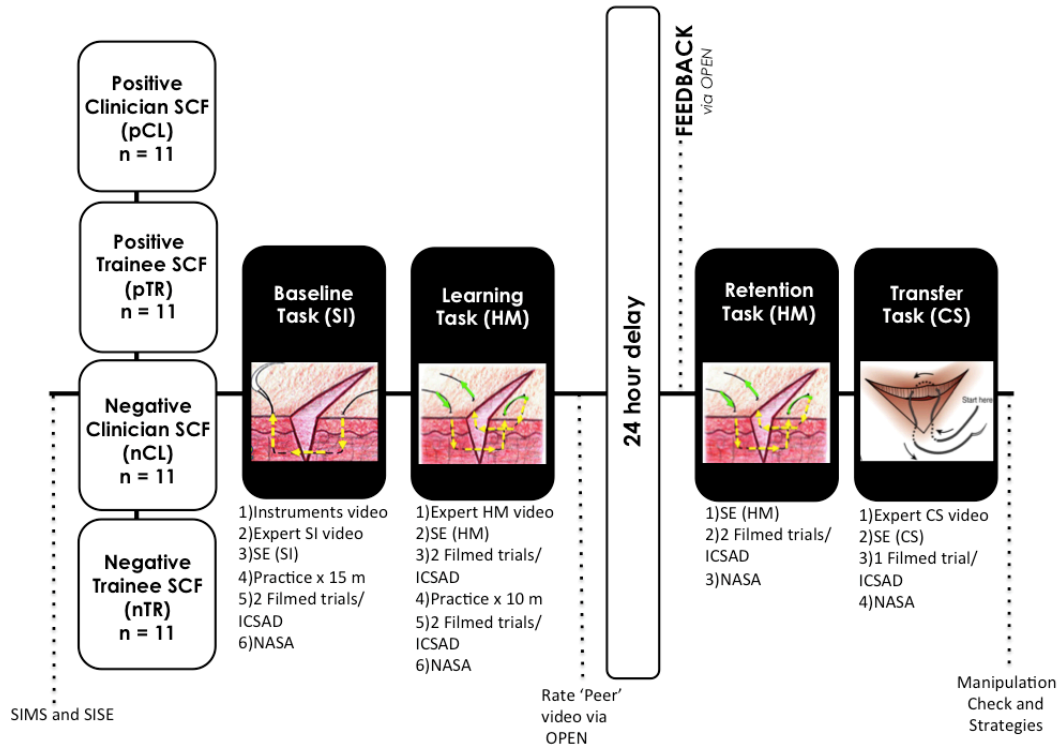 Positive
Clinician SCF
(pCL)
n = 11
Positive
Trainee SCF
(pTR)
n = 11
Negative
Clinician SCF
(nCL)
n = 11
Negative
Trainee SCF
(nTR)
n = 11
SIMS and SISE
Baseline
Task (SI)
1)Instruments video
2)Expert SI video
3)SE (SI)
4)Practice x 15 m
5)2 Filmed trials/
ICSAD
6)NASA
Learning
Task (HM)
1)Expert HM video
2)SE (HM)
3)2 Filmed trials/
ICSAD
4)Practice x 10 m
5)2 Filmed trials/
ICSAD
6)NASA
Rate ‘Peer’
video via
OPEN
24 hour delay
FEEDBACK
via OPEN
Retention
Task (HM)
1)SE (HM)
2)2 Filmed trials/
ICSAD
3)NASA
Transfer
Task (CS)
Start here
1)Expert CS video
2)SE (CS)
3)1 Filmed trial/
ICSAD
4)NASA
Manipulation
Check and
Strategies